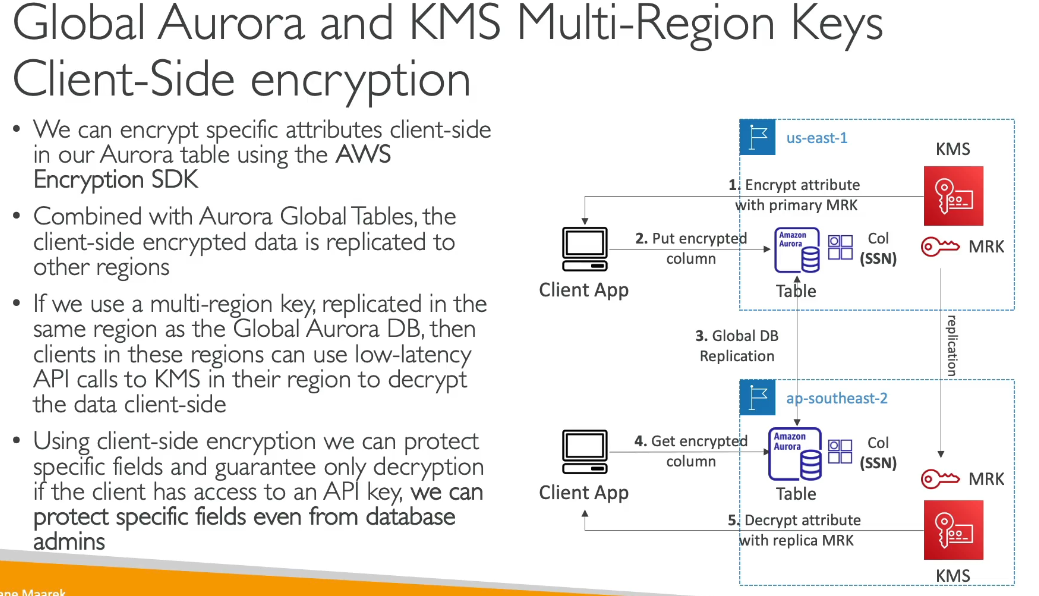 Global Aurora and KMS Multi-Region Keys
Client-Side encryption
• We can encrypt specific attributes client-side
in our Aurora table using the AWS
Encryption SDK
• Combined with Aurora Global Tables, the
client-side encrypted data is replicated to
other regions
• If we use a multi-region key, replicated in the
same region as the Global Aurora DB, then
clients in these regions can use low-latency
API calls to KMS in their region to decrypt
the data client-side
• Using client-side encryption we can protect
specific fields and guarantee only decryption
if the client has access to an API key, we can
protect specific fields even from database
admins
us-east-1
KMS
1. Encrypt attribute
with primary MRK
2. Put encrypted
column
Client App
Amazon
Aurora
Table
Col
(SSN)
MRK
3. Global DB
Replication
replication
ap-southeast-2
4. Get encrypted
column
Client App
Amazon
Aurora
Table
Col
(SSN)
MRK
5. Decrypt attribute
with replica MRK
KMS
Maarek